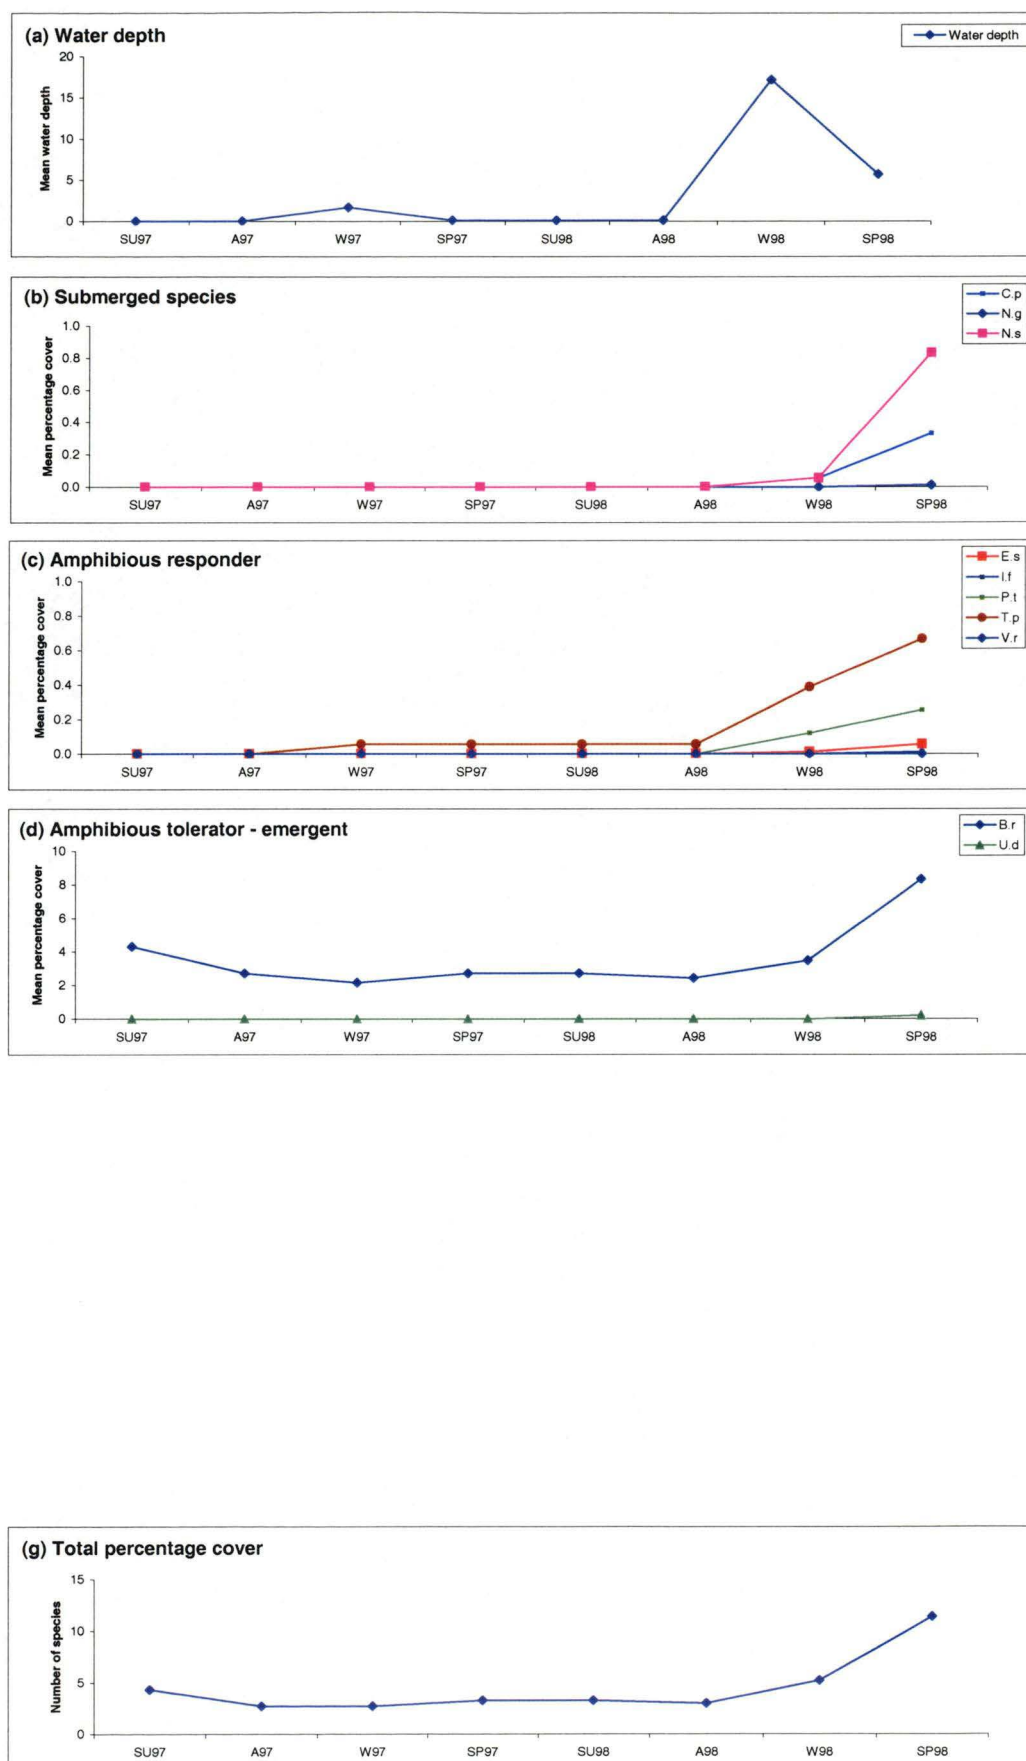 (a) Water depth
Water depth
Mean water depth
20
15
10
5
0
SU97 A97 W97 SP97 SU98 A98 W98 SP98
(b) Submerged species
C.p
N.g
N.s
Mean percentage cover
1.0
0.8
0.6
0.4
0.2
0.0
SU97 A97 W97 SP97 SU98 A98 W98 SP98
(c) Amphibious responder
E.s
I.f
P.t
T.p
V.r
Mean percentage cover
1.0
0.8
0.6
0.4
0.2
0.0
SU97 A97 W97 SP97 SU98 A98 W98 SP98
(d) Amphibious tolerator - emergent
B.r
U.d
Mean percentage cover
10
8
6
4
2
0
SU97 A97 W97 SP97 SU98 A98 W98 SP98
(g) Total percentage cover
Number of species
15
10
5
0
SU97 A97 W97 SP97 SU98 A98 W98 SP98